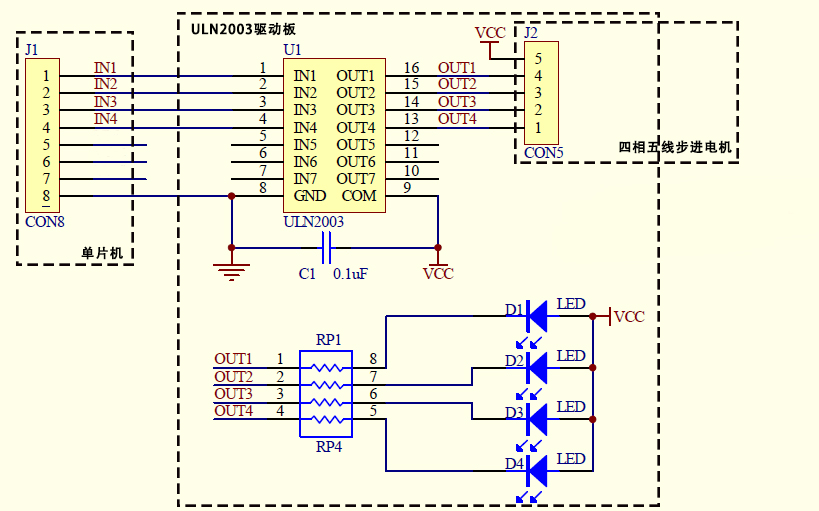 ULN2003驱动板
J1
1
2
3
4
5
6
7
8
CON8
单片机
IN1
IN2
IN3
IN4
U1
1
2
3
4
5
6
7
8
IN1
IN2
IN3
IN4
IN5
IN6
IN7
GND
OUT1
OUT2
OUT3
OUT4
OUT5
OUT6
OUT7
COM
16
15
14
13
12
11
10
9
ULN2003
OUT1
OUT2
OUT3
OUT4
VCC
J2
5
4
3
2
1
CON5
四相五线步进电机
C1
0.1uF
VCC
OUT1
OUT2
OUT3
OUT4
1
2
3
4
RP1
RP4
8
7
6
5
D1
LED
D2
LED
D3
LED
D4
LED
VCC